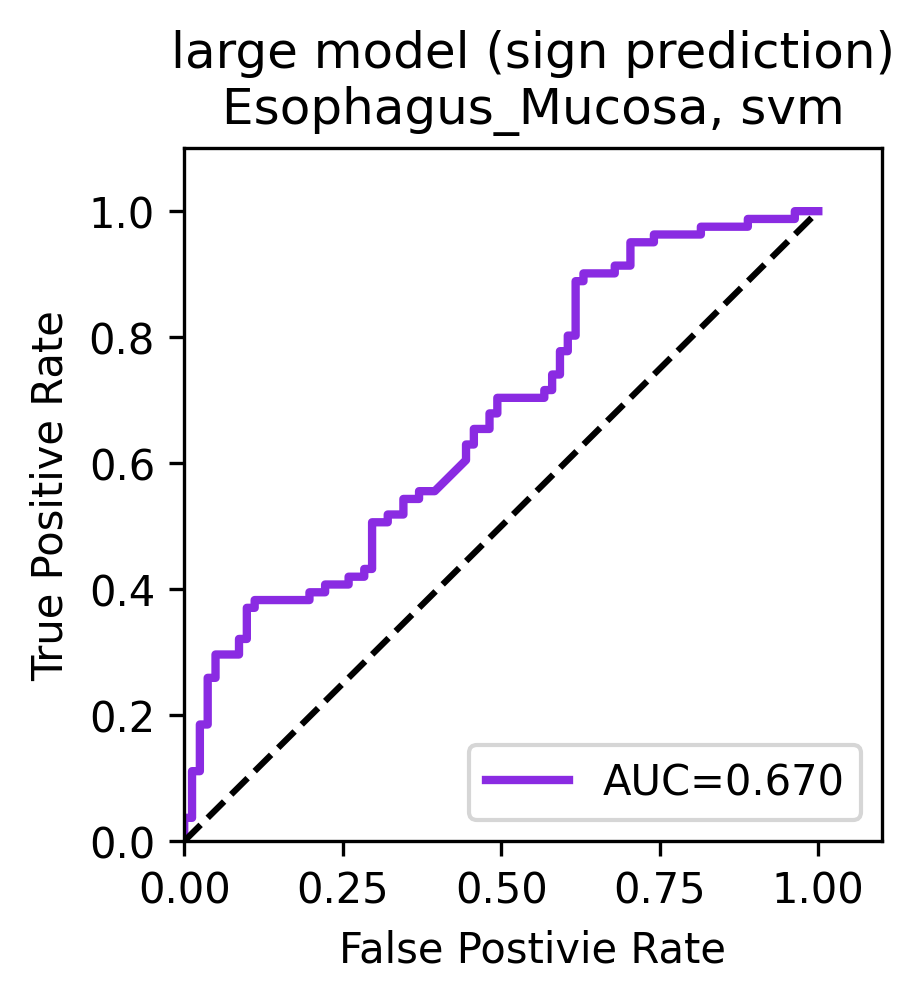 large model (sign prediction)
Esophagus_Mucosa, svm
1.0
0.8
0.6
0.4
0.2
0.0
True Positive Rate
AUC=0.670
0.00 0.25 0.50 0.75 1.00
False Postivie Rate